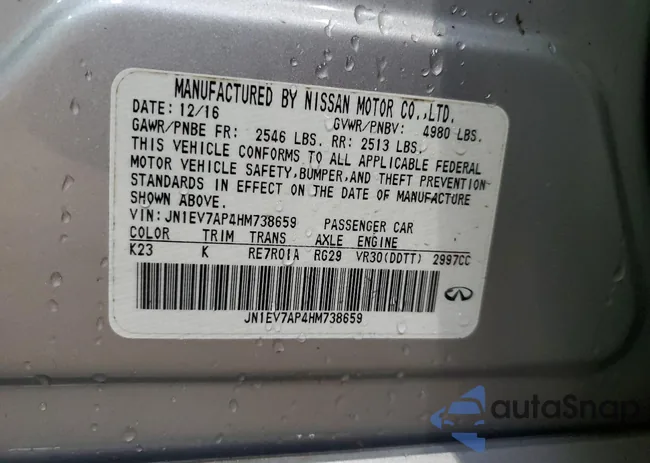 MANUFACTURED BY NISSAN MOTOR CO.,LTD.
DATE: 12/16 GVWR/PNBV: 4980 LBS.
GAWR/PNBE FR: 2546 LBS. RR: 2513 LBS.
THIS VEHICLE CONFORMS TO ALL APPLICABLE FEDERAL
MOTOR VEHICLE SAFETY, BUMPER, AND THEFT PREVENTION
STANDARDS IN EFFECT ON THE DATE OF MANUFACTURE
SHOWN ABOVE.
VIN: JN1EV7AP4HM738659 PASSENGER CAR
COLOR TRIM TRANS AXLE ENGINE
K23 K RE7R01A RG29 VR30(DDTT) 2997CC
JN1EV7AP4HM738659
autoSnap